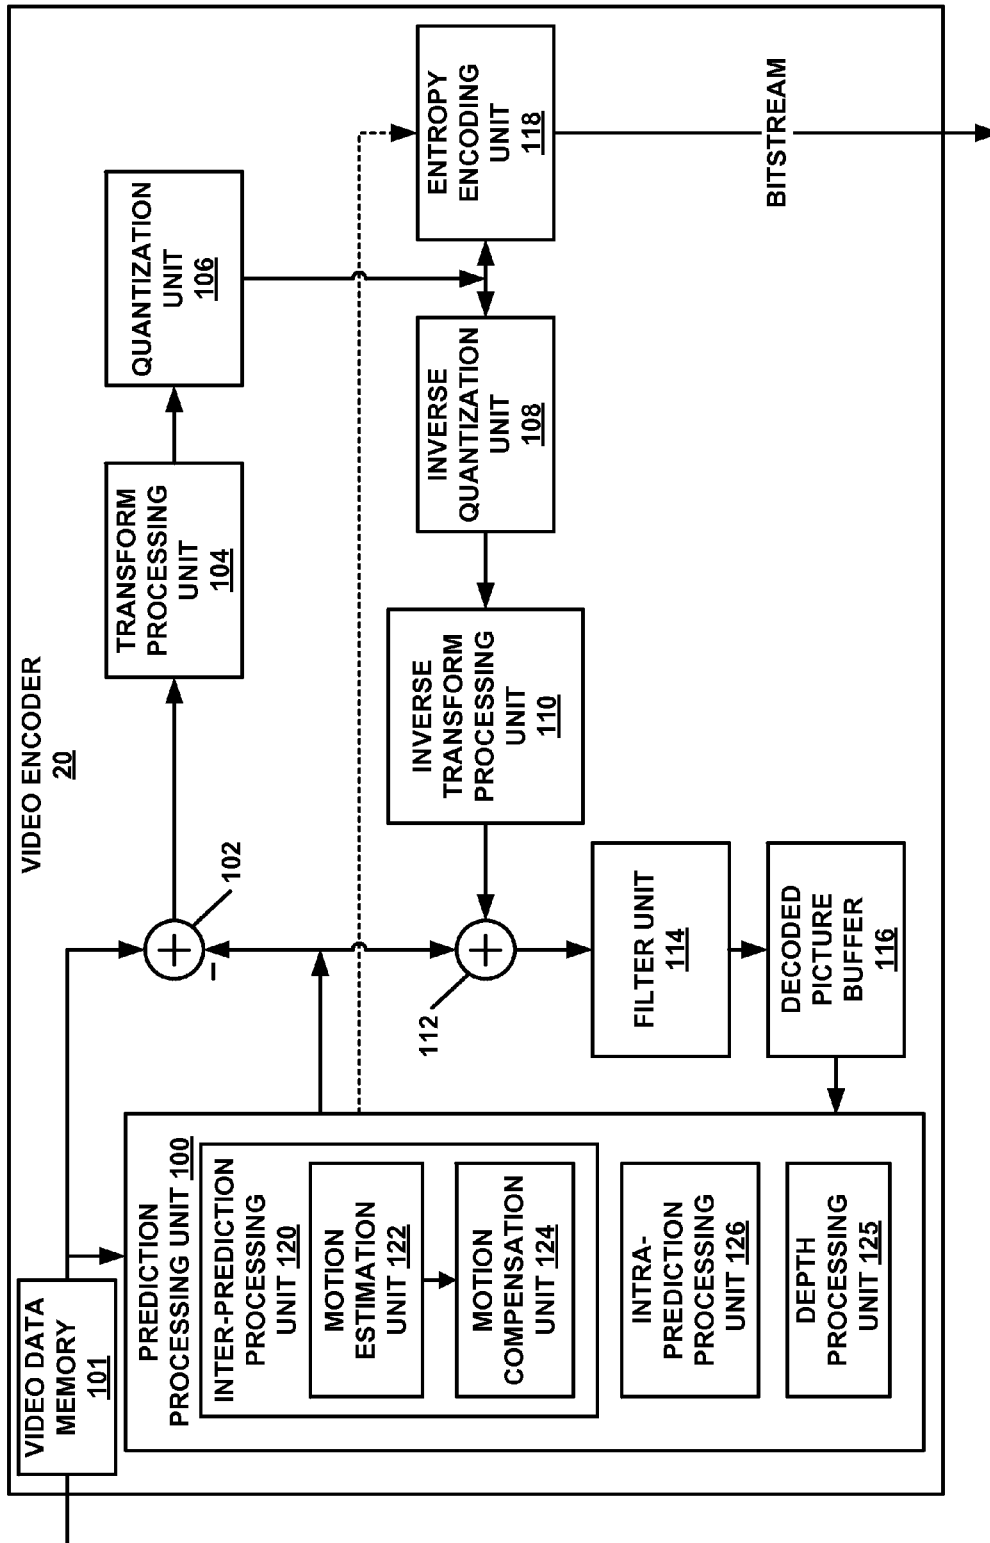 VIDEO ENCODER
20
VIDEO DATA
MEMORY
101
PREDICTION
PROCESSING UNIT 100
INTER-PREDICTION
PROCESSING
UNIT 120
MOTION
ESTIMATION
UNIT 122
MOTION
COMPENSATION
UNIT 124
INTRA-
PREDICTION
PROCESSING
UNIT 126
DEPTH
PROCESSING
UNIT 125
102
-
TRANSFORM
PROCESSING
UNIT
104
QUANTIZATION
UNIT
106
ENTROPY
ENCODING
UNIT
118
INVERSE
QUANTIZATION
UNIT
108
INVERSE
TRANSFORM
PROCESSING
UNIT
110
112
FILTER UNIT
114
DECODED
PICTURE
BUFFER
116
BITSTREAM